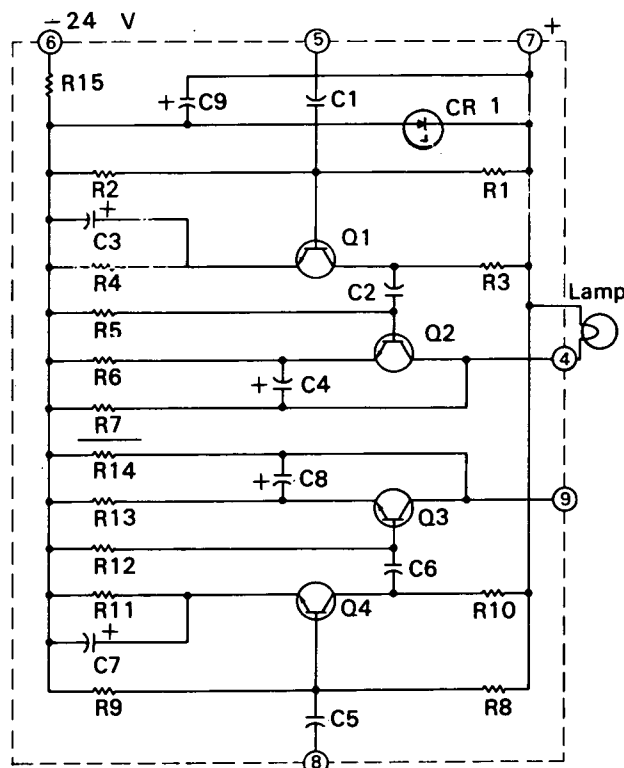 −24 V
6
5
7 +
R15
+ C9
C1
CR 1
R2
R1
+
C3
Q1
R4
R3
Lamp
C2
R5
Q2
R6
+ C4
4
R7
R14
+ C8
R13
9
Q3
R12
C6
R11
Q4
R10
+
C7
R9
R8
C5
8